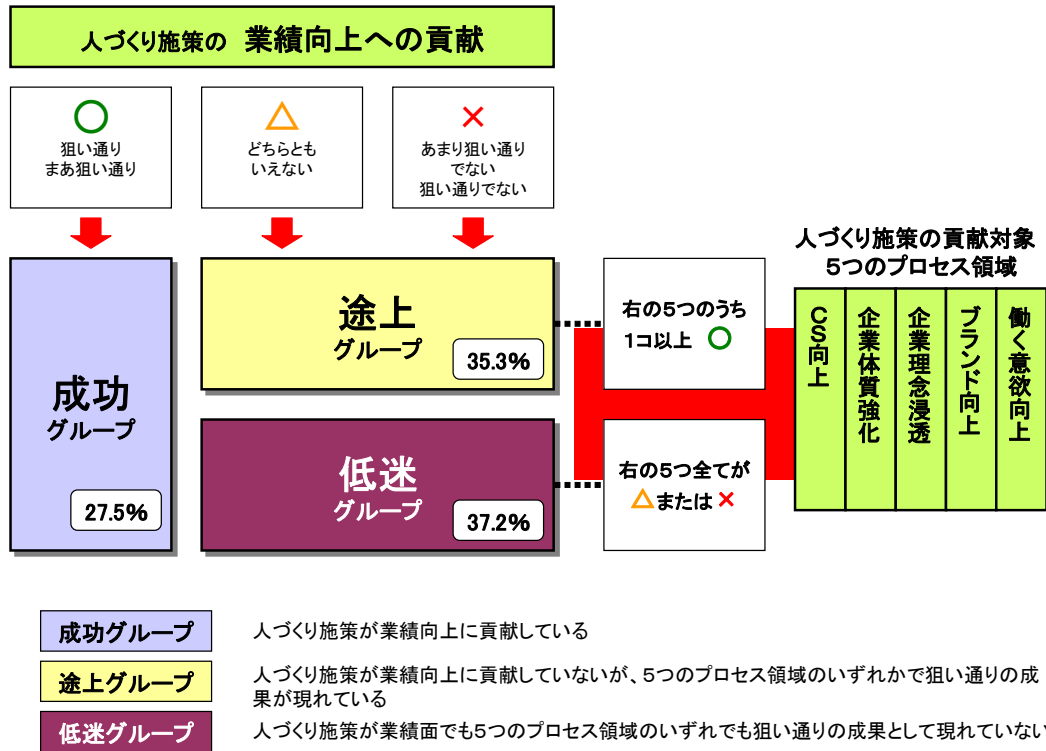 人づくり施策の 業績向上への貢献
狙い通り
まあ狙い通り
どちらとも
いえない
あまり狙い通り
でない
狙い通りでない
人づくり施策の貢献対象
5つのプロセス領域
成功
グループ
27.5%
途上
グループ
35.3%
低迷
グループ
37.2%
右の5つのうち
1コ以上 ○
右の5つ全てが
△または×
CS向上
企業体質強化
企業理念浸透
ブランド向上
働く意欲向上
成功グループ
人づくり施策が業績向上に貢献している
途上グループ
人づくり施策が業績向上に貢献していないが、5つのプロセス領域のいずれかで狙い通りの成
果が現れている
低迷グループ
人づくり施策が業績面でも5つのプロセス領域のいずれでも狙い通りの成果として現れていない